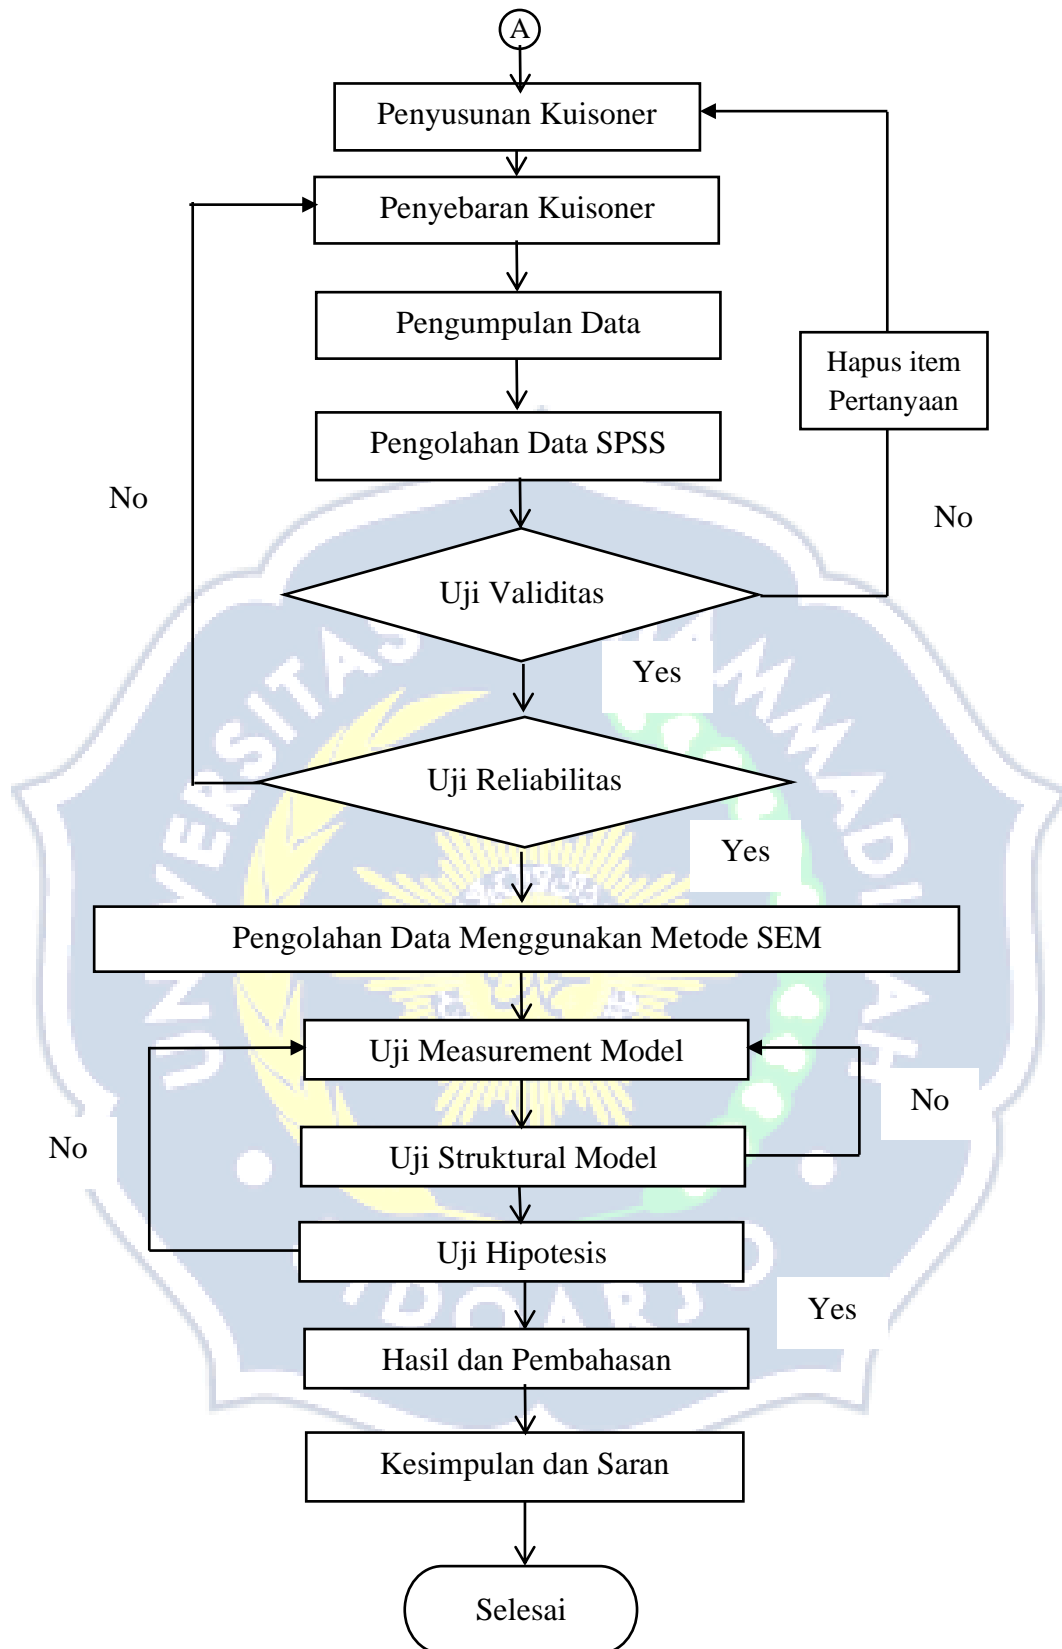 A
Penyusunan Kuisoner
Penyebaran Kuisoner
Pengumpulan Data
Hapus item
Pertanyaan
Pengolahan Data SPSS
No
No
Uji Validitas
Yes
Uji Reliabilitas
Yes
Pengolahan Data Menggunakan Metode SEM
Uji Measurement Model
No
No
Uji Struktural Model
Uji Hipotesis
Yes
Hasil dan Pembahasan
Kesimpulan dan Saran
Selesai
UNIVERSITAS